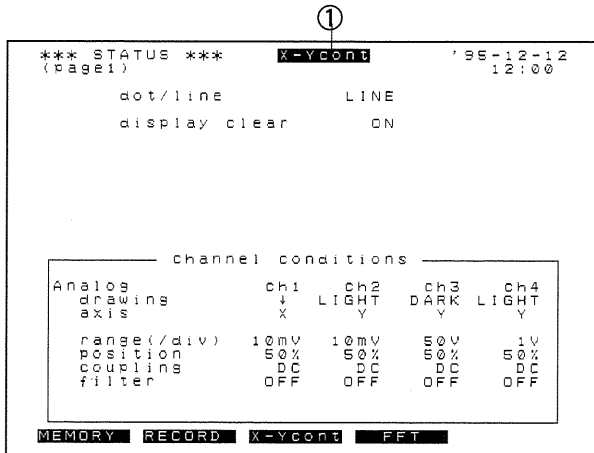 ①
*** STATUS *** X-Ycont '95-12-12
(page1) 12:00
dot/line LINE
display clear ON
channel conditions
Analog ch1 ch2 ch3 ch4
drawing ↓ LIGHT DARK LIGHT
axis X Y Y Y
range(/div) 10mV 10mV 50V 1V
position 50% 50% 50% 50%
coupling DC DC DC DC
filter OFF OFF OFF OFF
MEMORY RECORD X-Ycont FFT